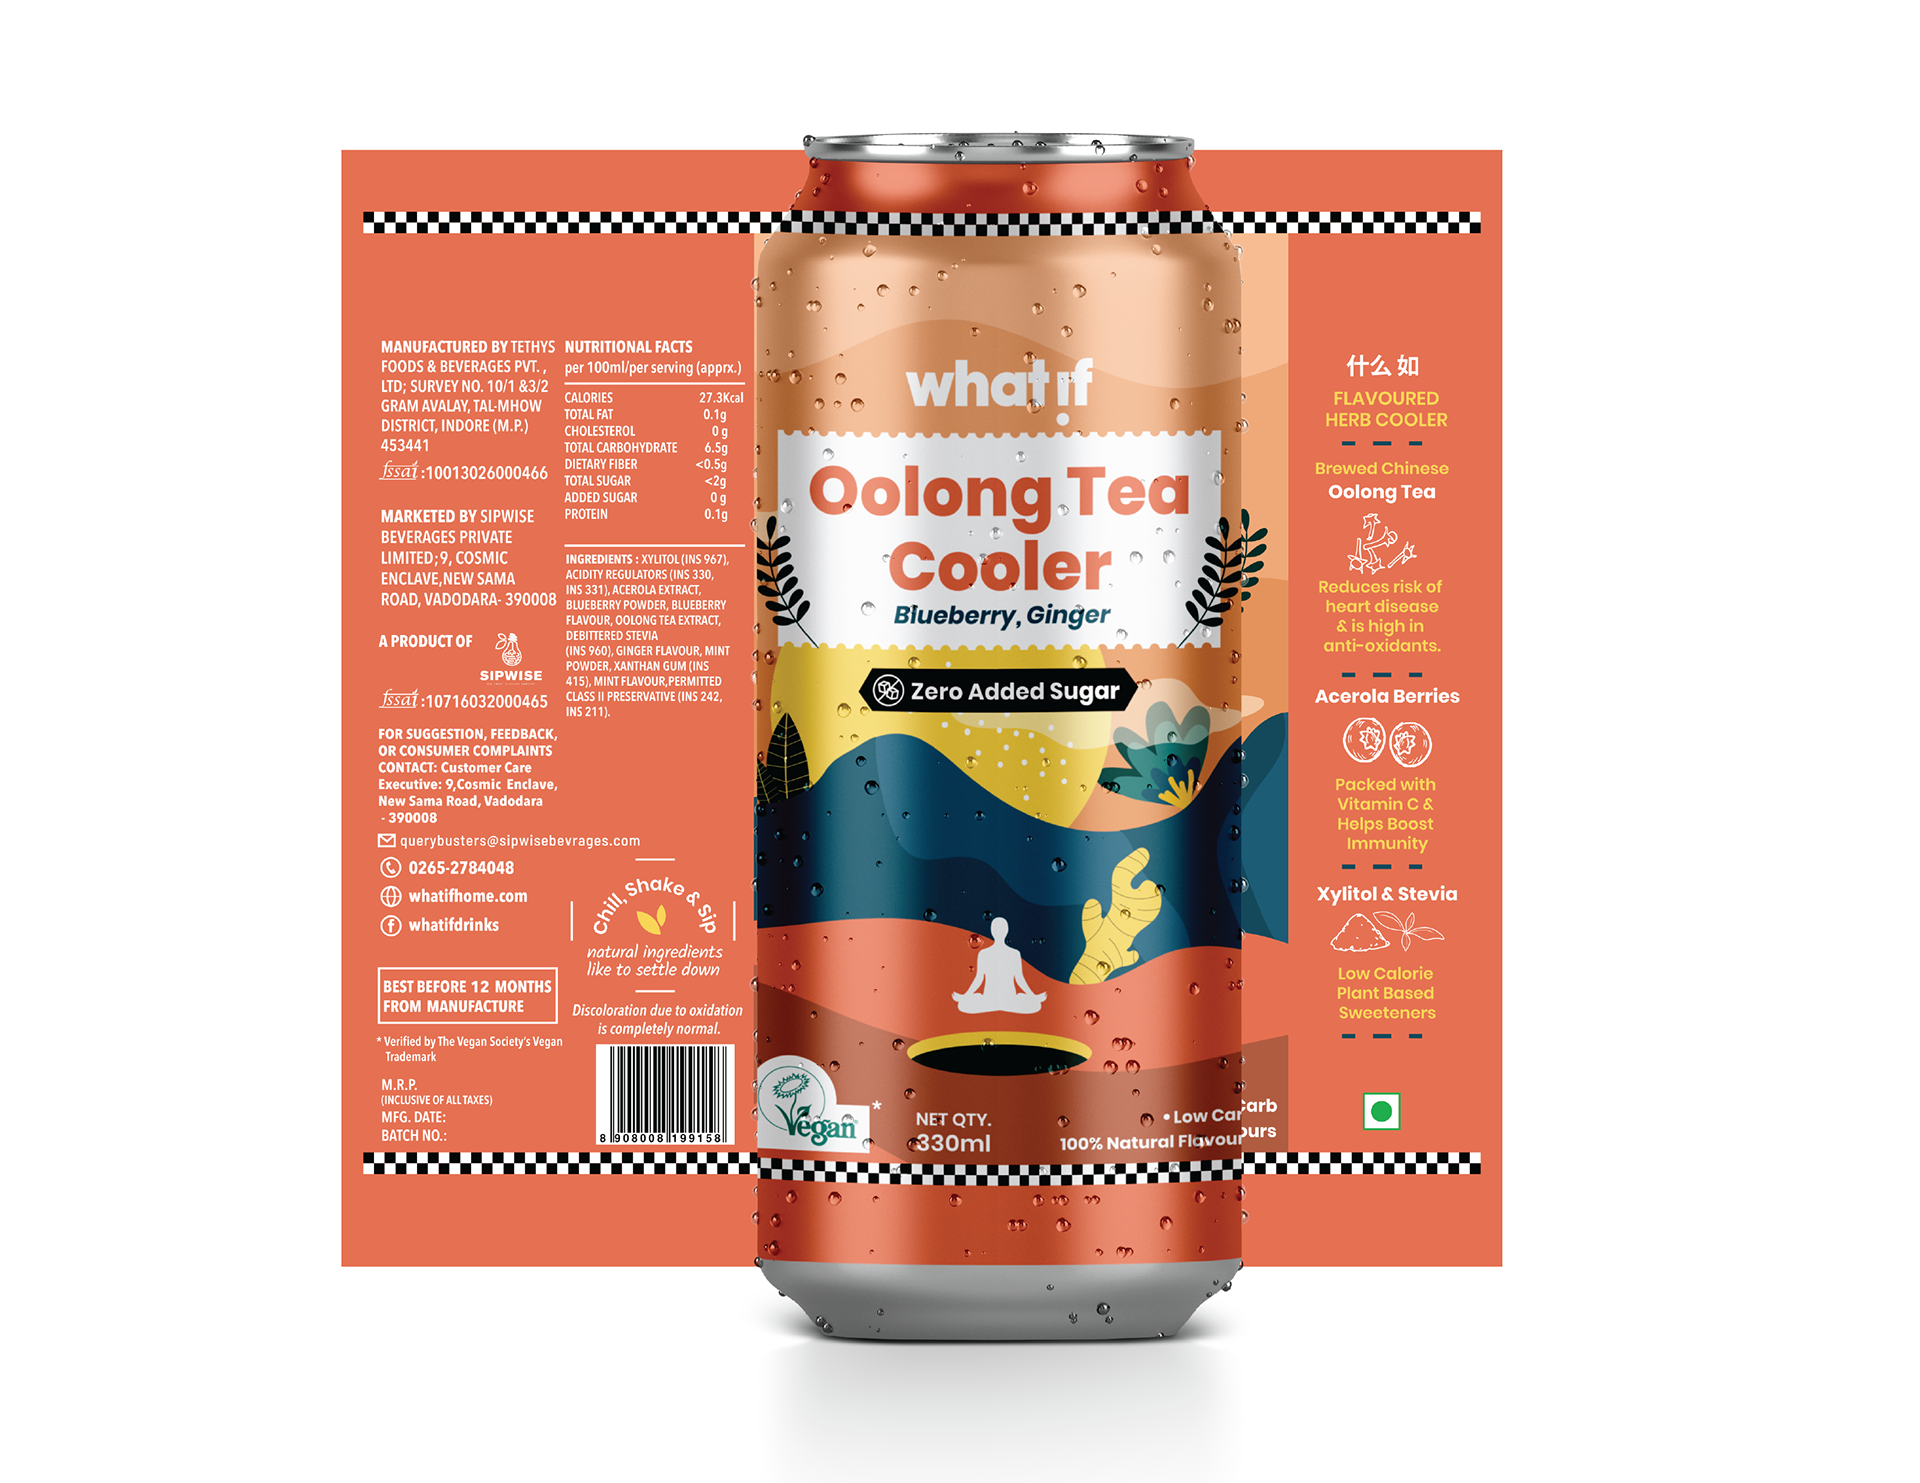 MANUFACTURED BY TETHYS
FOODS & BEVERAGES PVT. ,
LTD; SURVEY NO. 10/1 &3/2
GRAM AVALAY, TAL-MHOW
DISTRICT, INDORE (M.P.)
453441
fssai :10013026000466
MARKETED BY SIPWISE
BEVERAGES PRIVATE
LIMITED; 9, COSMIC
ENCLAVE,NEW SAMA
ROAD, VADODARA- 390008
A PRODUCT OF
SIPWISE
fssai :10716032000465
FOR SUGGESTION, FEEDBACK,
OR CONSUMER COMPLAINTS
CONTACT: Customer Care
Executive: 9,Cosmic Enclave,
New Sama Road, Vadodara
- 390008
querybusters@sipwisebevrages.com
0265-2784048
whatifhome.com
whatifdrinks
BEST BEFORE 12 MONTHS
FROM MANUFACTURE
* Verified by The Vegan Society's Vegan
Trademark
M.R.P.
(INCLUSIVE OF ALL TAXES)
MFG. DATE:
BATCH NO.:
NUTRITIONAL FACTS
per 100ml/per serving (apprx.)
CALORIES 27.3Kcal
TOTAL FAT 0.1g
CHOLESTEROL 0 g
TOTAL CARBOHYDRATE 6.5g
DIETARY FIBER <0.5g
TOTAL SUGAR <2g
ADDED SUGAR 0 g
PROTEIN 0.1g
INGREDIENTS : XYLITOL (INS 967),
ACIDITY REGULATORS (INS 330,
INS 331), ACEROLA EXTRACT,
BLUEBERRY POWDER, BLUEBERRY
FLAVOUR, OOLONG TEA EXTRACT,
DEBITTERED STEVIA
(INS 960), GINGER FLAVOUR, MINT
POWDER, XANTHAN GUM (INS
415), MINT FLAVOUR,PERMITTED
CLASS II PRESERVATIVE (INS 242,
INS 211).
Chill, Shake & Sip
natural ingredients
like to settle down
Discoloration due to oxidation
is completely normal.
8 908008 199158
what if
Oolong Tea
Cooler
Blueberry, Ginger
Zero Added Sugar
Vegan
*
NET QTY.
330ml
• Low Car
100% Natural Flavour
Carb
ours
什么 如
FLAVOURED
HERB COOLER
Brewed Chinese
Oolong Tea
Reduces risk of
heart disease
& is high in
anti-oxidants.
Acerola Berries
Packed with
Vitamin C &
Helps Boost
Immunity
Xylitol & Stevia
Low Calorie
Plant Based
Sweeteners